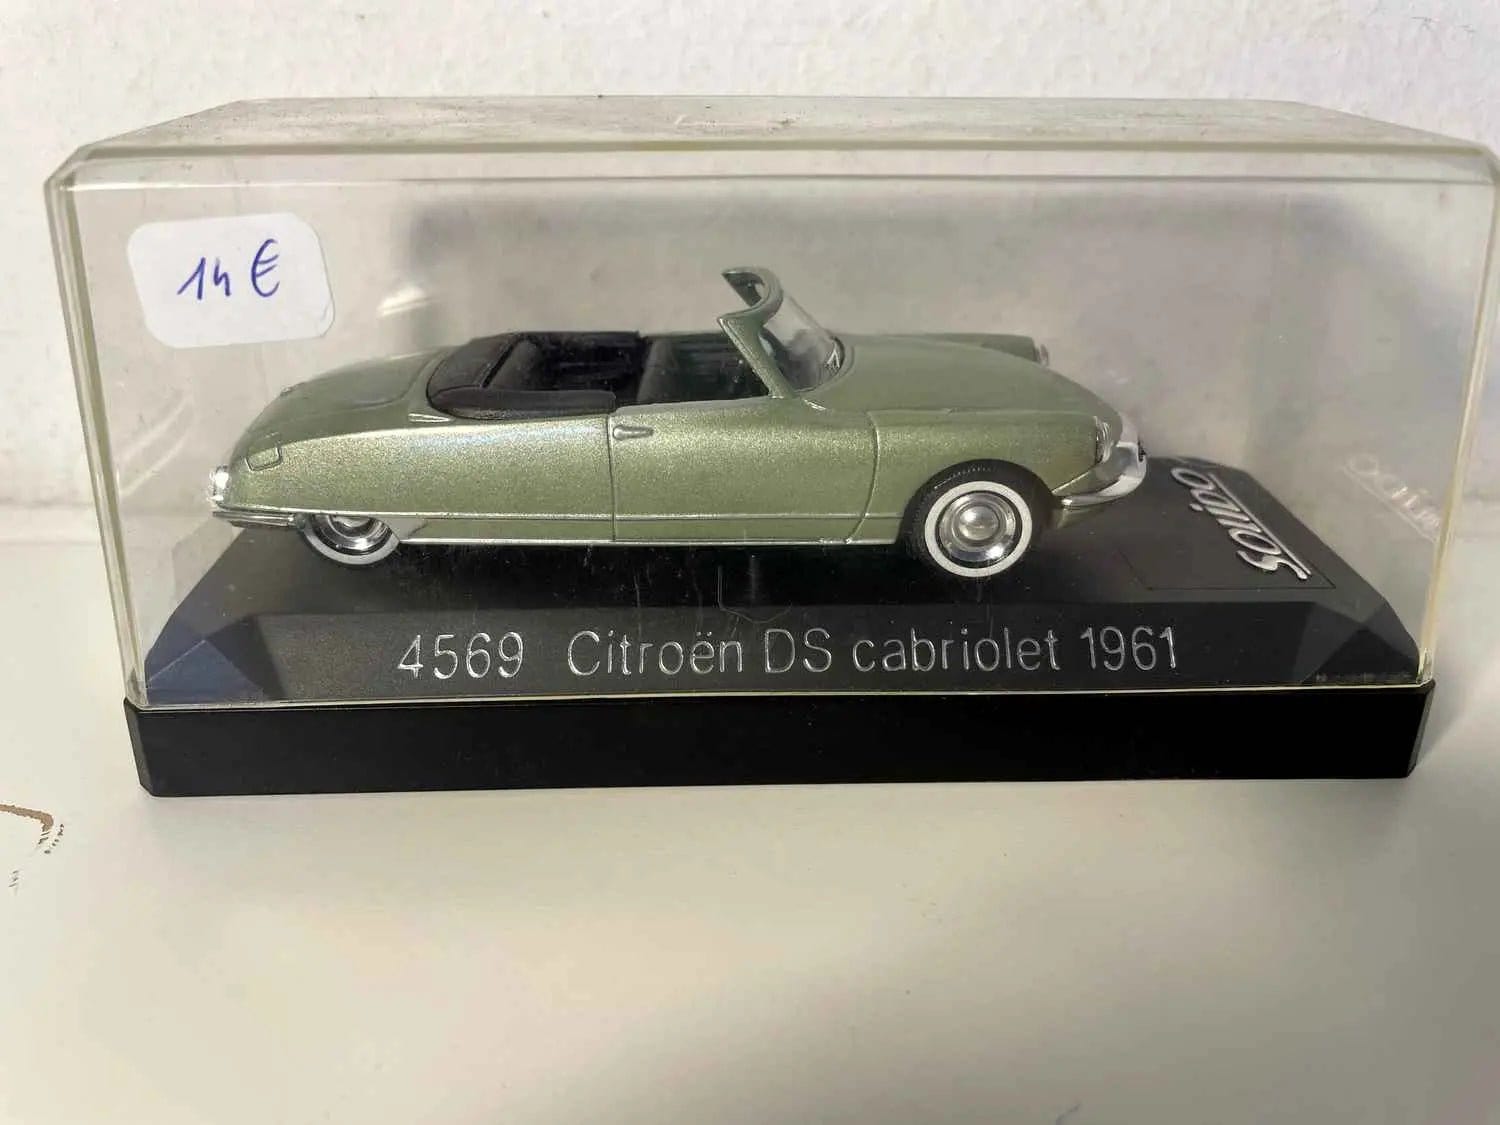 14 €
Solido
4569 Citroën DS cabriolet 1961